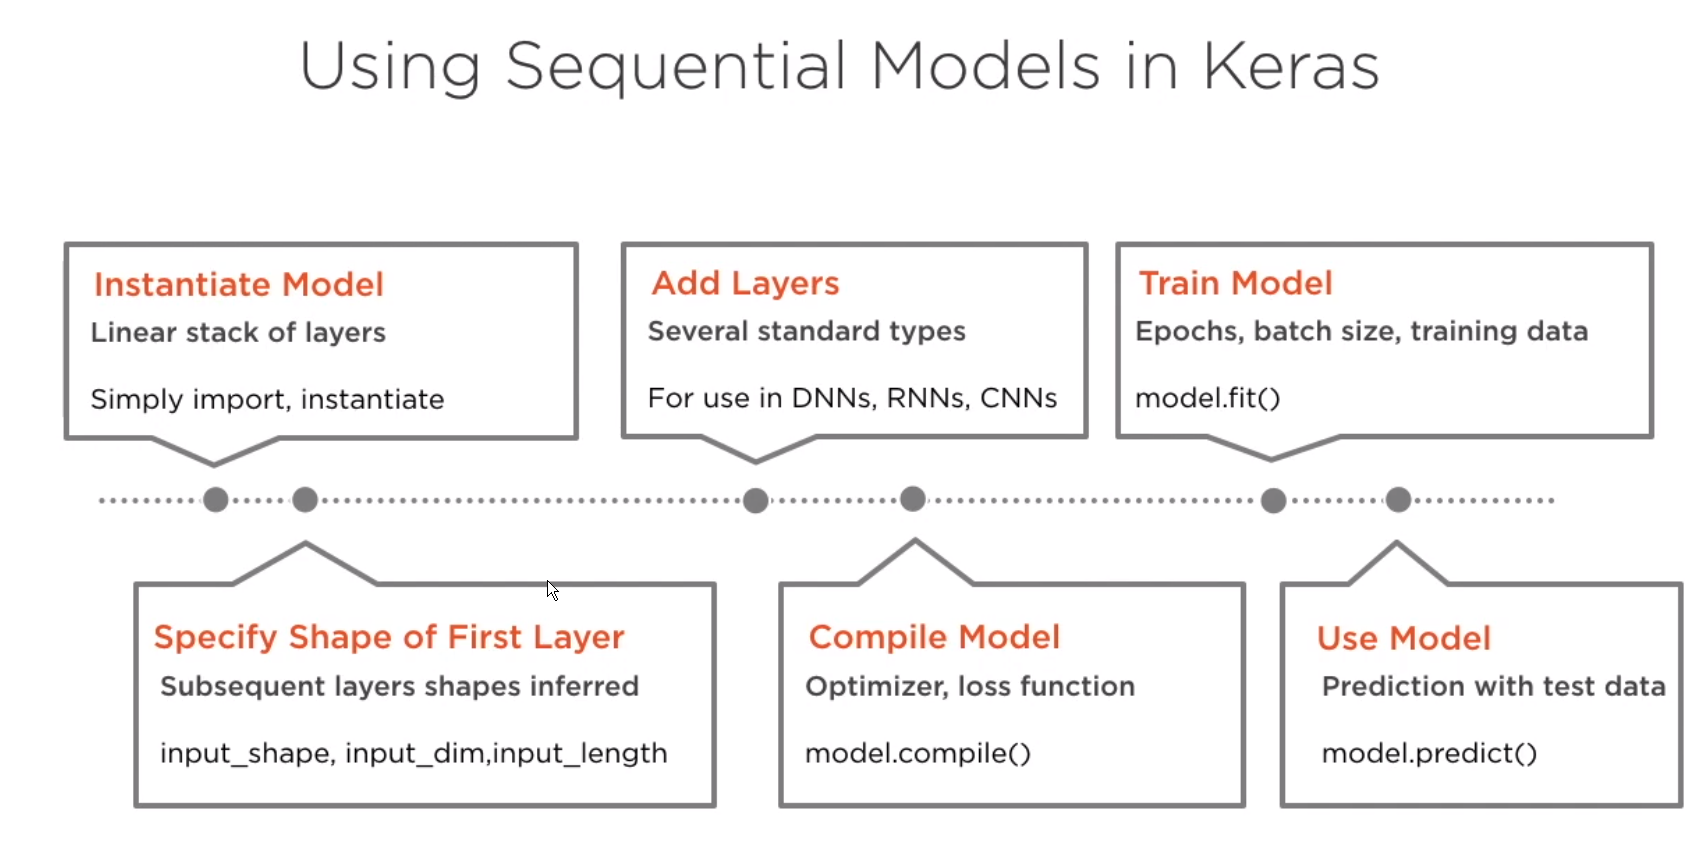 Using Sequential Models in Keras
Instantiate Model
Linear stack of layers
Simply import, instantiate
Specify Shape of First Layer
Subsequent layers shapes inferred
input_shape, input_dim,input_length
Add Layers
Several standard types
For use in DNNs, RNNs, CNNs
Compile Model
Optimizer, loss function
model.compile()
Train Model
Epochs, batch size, training data
model.fit()
Use Model
Prediction with test data
model.predict()